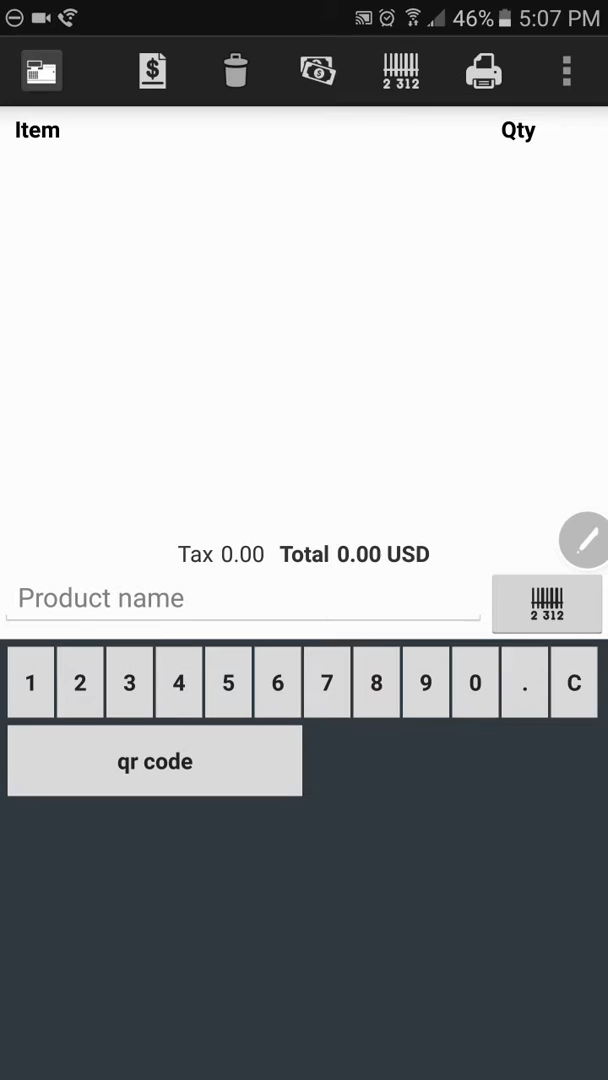 46% 5:07 PM
$ $ 2 312
Item Qty
Tax 0.00 Total 0.00 USD
Product name 2 312
1 2 3 4 5 6 7 8 9 0 . C
qr code